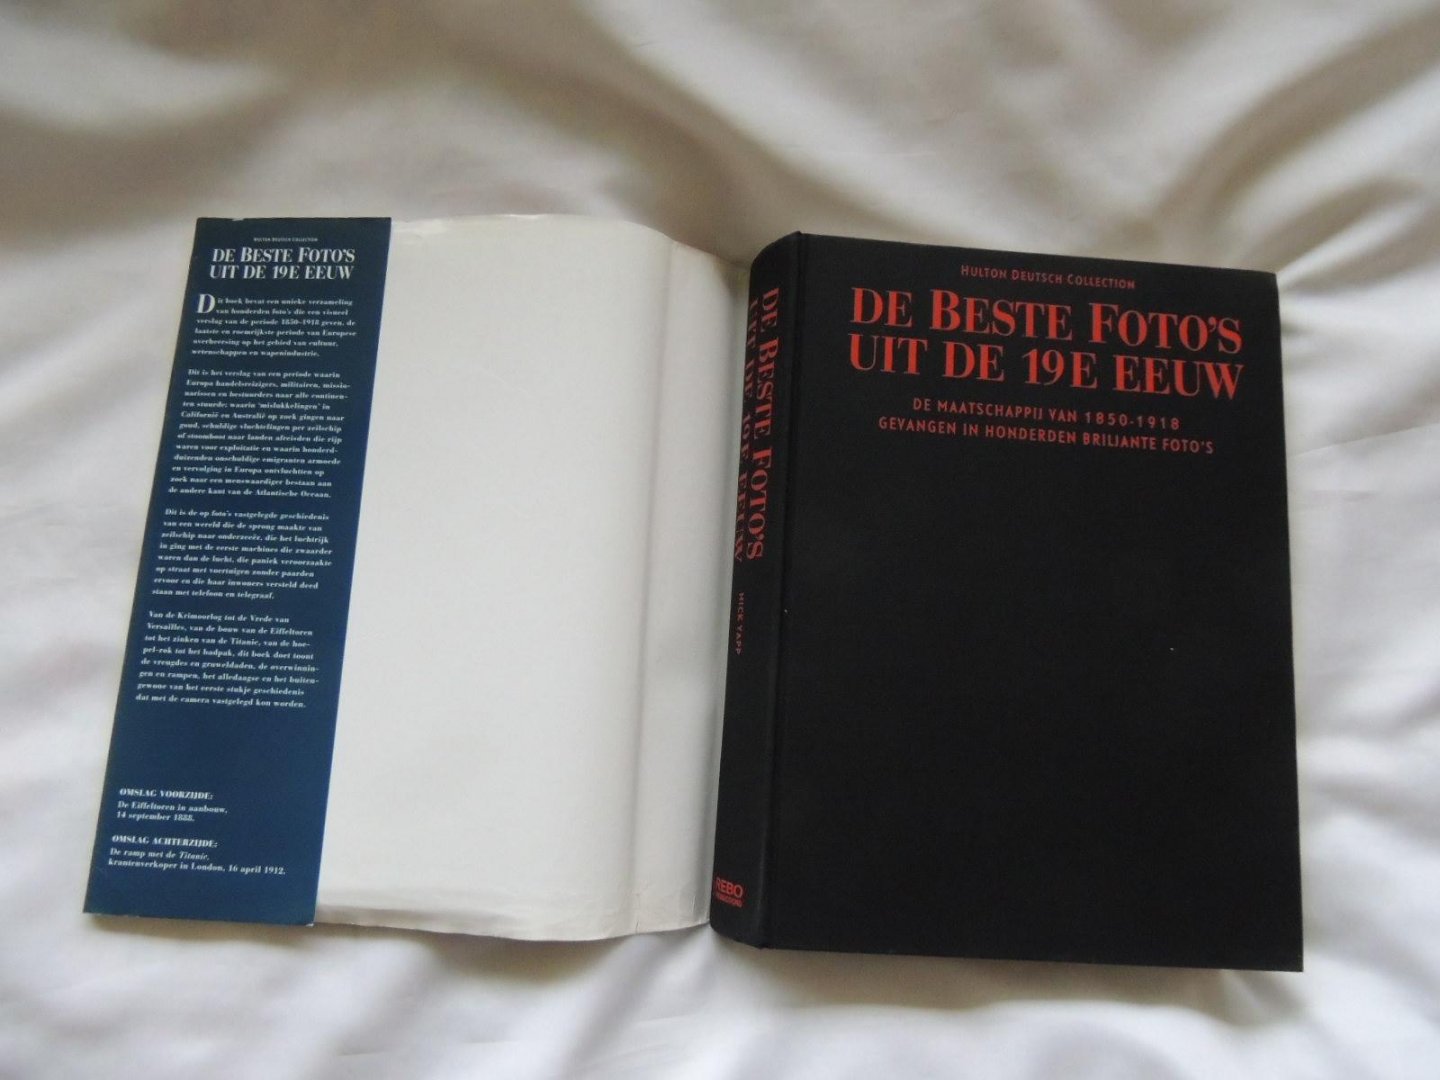 HULTON DEUTSCH COLLECTION
DE BESTE FOTO'S
UIT DE 19E EEUW
Dit boek bevat een unieke verzameling
van honderden foto's die een visueel
verslag van de periode 1850-1918 geven, de
laatste en roemrijkste periode van Europese
overheersing op het gebied van cultuur,
wetenschappen en wapenindustrie.
Dit is het verslag van een periode waarin
Europa handelsreizigers, militairen, missio-
narissen en bestuurders naar alle continen-
ten stuurde; waarin 'mislukkelingen' in
Californië en Australië op zoek gingen naar
goud, schuldige vluchtelingen per zeilschip
of stoomboot naar landen afreisden die rijp
waren voor exploitatie en waarin honderd-
duizenden onschuldige emigranten armoede
en vervolging in Europa ontvluchtten op
zoek naar een menswaardiger bestaan aan
de andere kant van de Atlantische Oceaan.
Dit is de op foto's vastgelegde geschiedenis
van een wereld die de sprong maakte van
zeilschip naar onderzeeër, die het luchtrijk
in ging met de eerste machines die zwaarder
waren dan de lucht, die paniek veroorzaakte
op straat met voertuigen zonder paarden
ervoor en die haar inwoners versteld deed
staan met telefoon en telegraaf.
Van de Krimoorlog tot de Vrede van
Versailles, van de bouw van de Eiffeltoren
tot het zinken van de Titanic, van de hoe-
pel-rok tot het badpak, dit boek doet toont
de vreugdes en gruweldaden, de overwinnin-
gen en rampen, het alledaagse en het buiten-
gewone van het eerste stukje geschiedenis
dat met de camera vastgelegd kon worden.
OMSLAG VOORZIJDE:
De Eiffeltoren in aanbouw,
14 september 1888.
OMSLAG ACHTERZIJDE:
De ramp met de Titanic,
krantenverkoper in London, 16 april 1912.
DE BESTE FOTO'S
UIT DE 19E EEUW
NICK YAPP
REBO
PRODUCTIONS
HULTON DEUTSCH COLLECTION
DE BESTE FOTO'S
UIT DE 19E EEUW
DE MAATSCHAPPIJ VAN 1850-1918
GEVANGEN IN HONDERDEN BRILJANTE FOTO'S